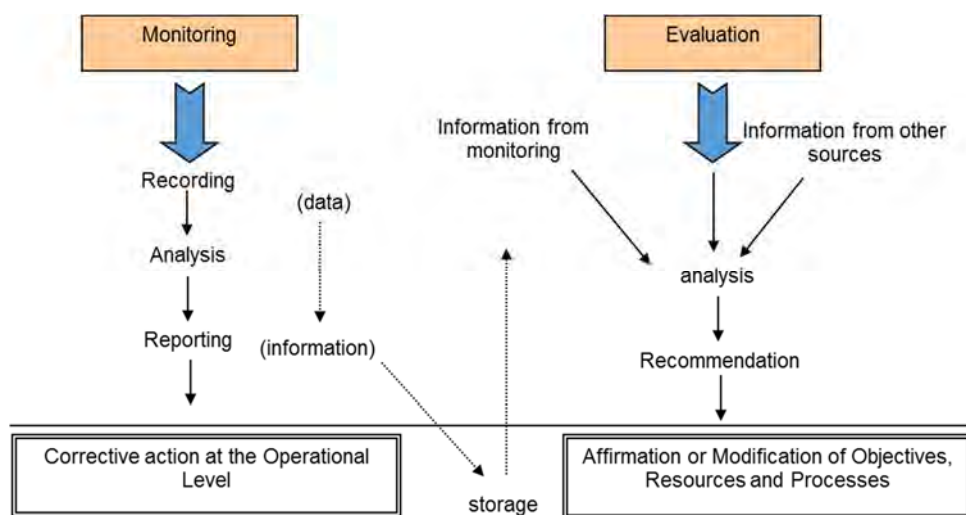 Monitoring
Evaluation
Information from
monitoring
Information from other
sources
Recording
(data)
Analysis
analysis
Reporting
(information)
Recommendation
Corrective action at the Operational
Level
storage
Affirmation or Modification of Objectives,
Resources and Processes